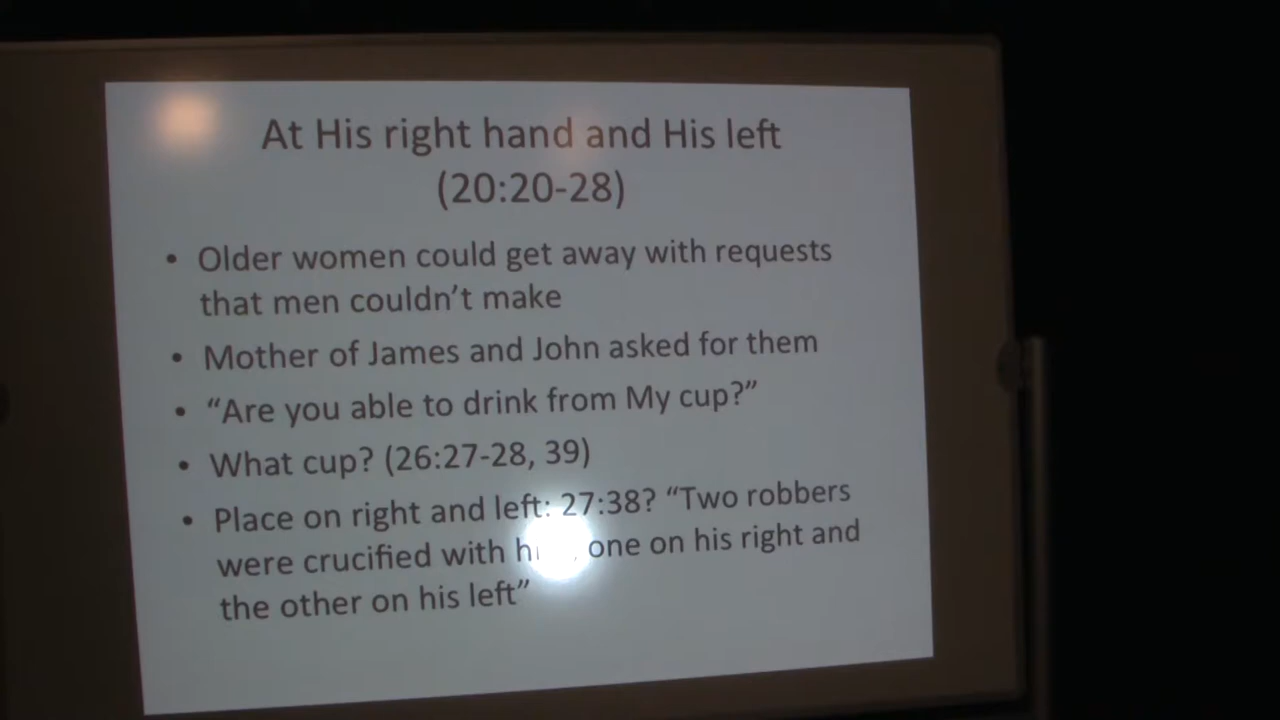 At His right hand and His left
(20:20-28)
• Older women could get away with requests
that men couldn't make
• Mother of James and John asked for them
• “Are you able to drink from My cup?”
• What cup? (26:27-28, 39)
• Place on right and left: 27:38? “Two robbers
were crucified with one on his right and
the other on his left”